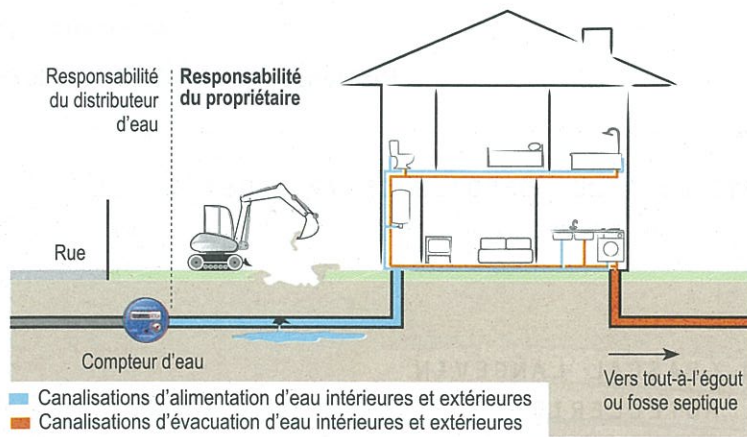 Responsabilité
du distributeur
d'eau
Responsabilité
du propriétaire
Rue
Compteur d'eau
Vers tout-à-l'égout
ou fosse septique
Canalisations d'alimentation d'eau intérieures et extérieures
Canalisations d'évacuation d'eau intérieures et extérieures